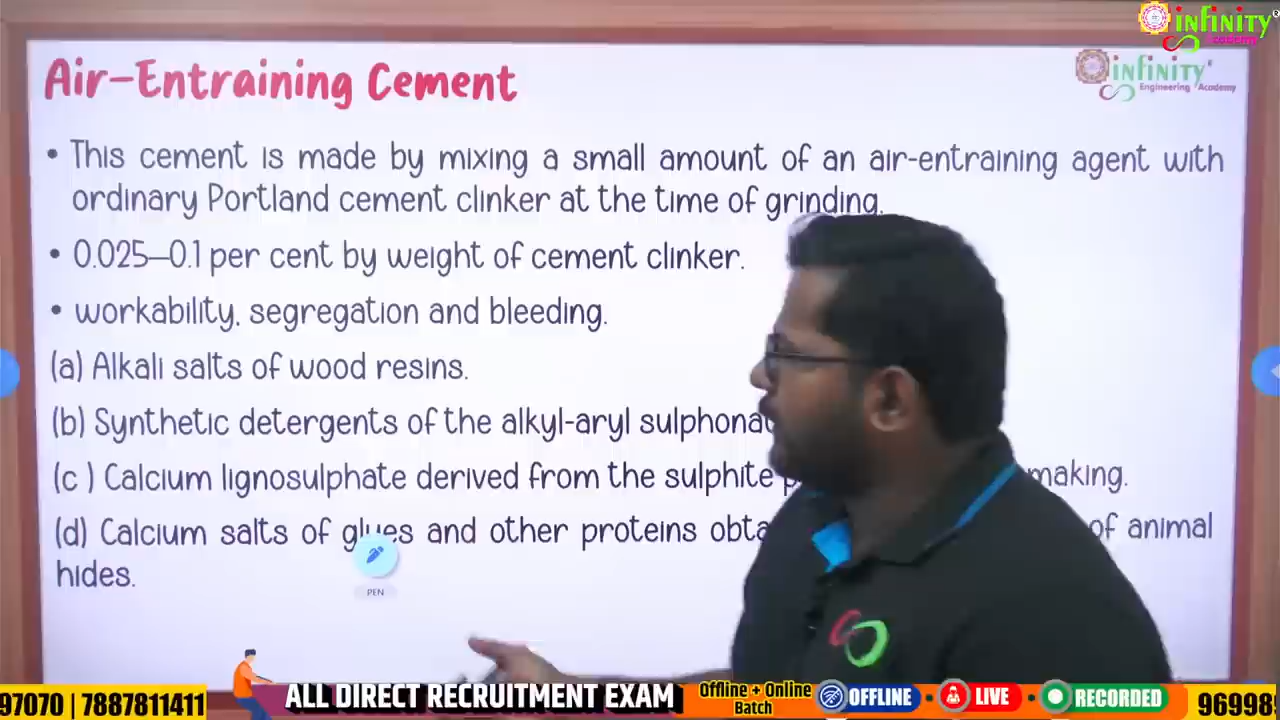 infinity
infinity
Engineering Academy
Air-Entraining Cement
• This cement is made by mixing a small amount of an air-entraining agent with
ordinary Portland cement clinker at the time of grinding.
• 0.025–0.1 per cent by weight of cement clinker.
• workability, segregation and bleeding.
(a) Alkali salts of wood resins.
(b) Synthetic detergents of the alkyl-aryl
(c ) Calcium lignosulphate derived from the sulphite making.
(d) Calcium salts of glues and other proteins of animal
hides.
PEN
97070 | 7887811411
ALL DIRECT RECRUITMENT EXAM
Offline + Online
Batch
OFFLINE
LIVE
RECORDED
96998